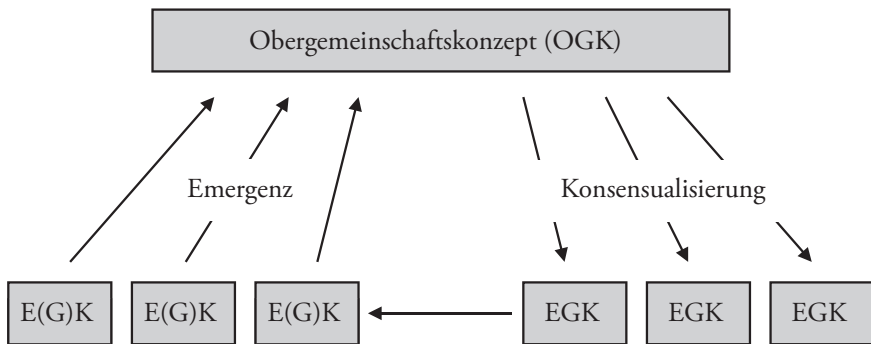 Obergemeinschaftskonzept (OGK)
Emergenz
Konsensualisierung
E(G)K
E(G)K
E(G)K
EGK
EGK
EGK